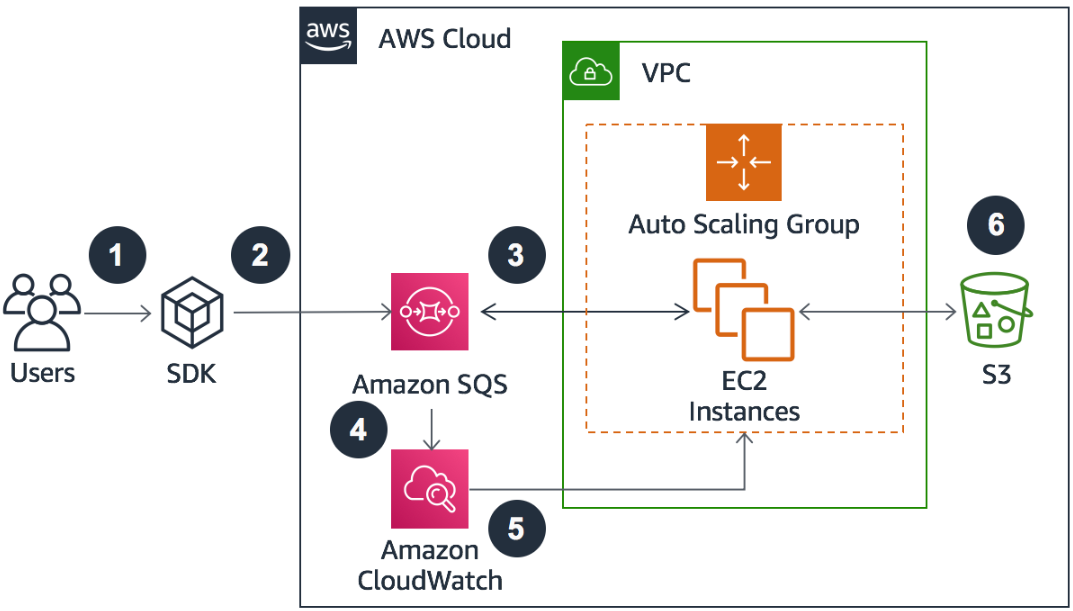 aws
AWS Cloud
VPC
Auto Scaling Group
1
2
3
6
Users
SDK
Amazon SQS
EC2
Instances
S3
4
5
Amazon
CloudWatch